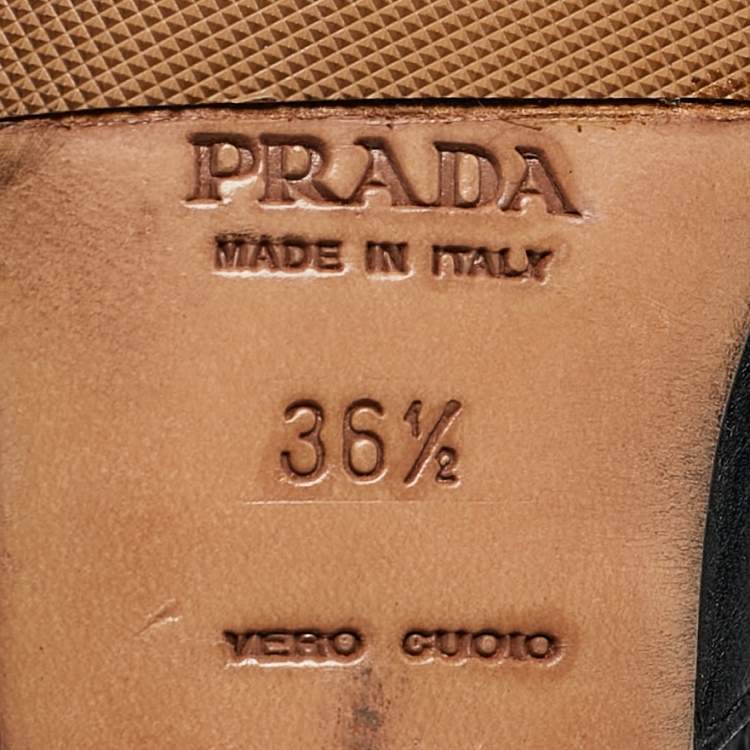 PRADA
MADE IN ITALY
36½
VERO CUOIO